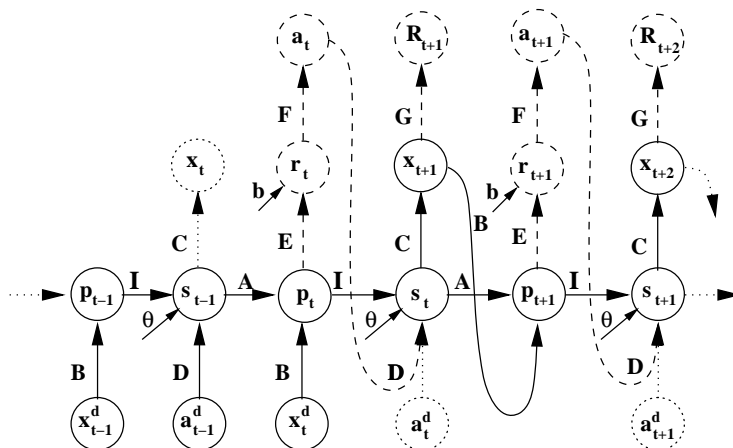 a_t R_{t+1} a_{t+1} R_{t+2}
F G F G
x_t r_t x_{t+1} r_{t+1} x_{t+2}
b b
C E C B E C
p_{t-1} I s_{t-1} A p_t I s_t A p_{t+1} I s_{t+1}
θ θ θ
B D B D D
x^d_{t-1} a^d_{t-1} x^d_t a^d_t a^d_{t+1}